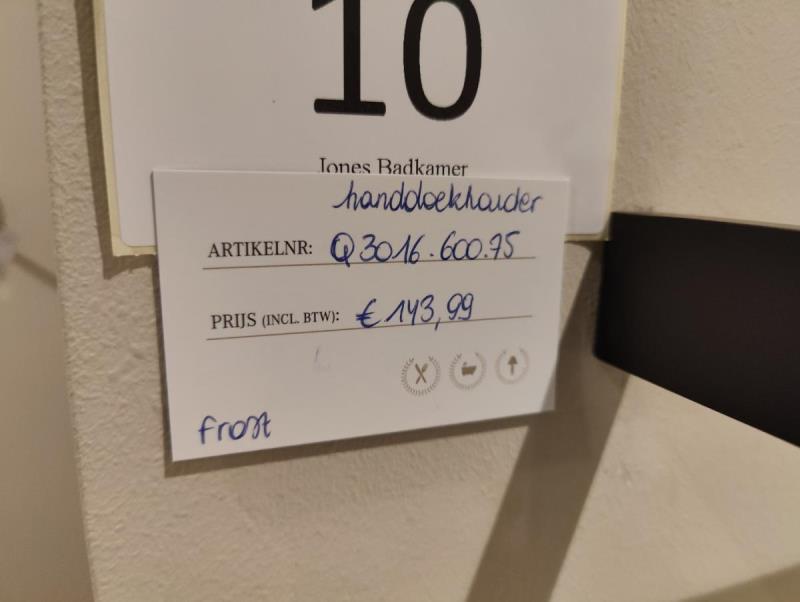 10
Jones Badkamer
handdoekhouder
ARTIKELNR: Q3016.600.75
PRIJS (INCL. BTW): € 143,99
frost